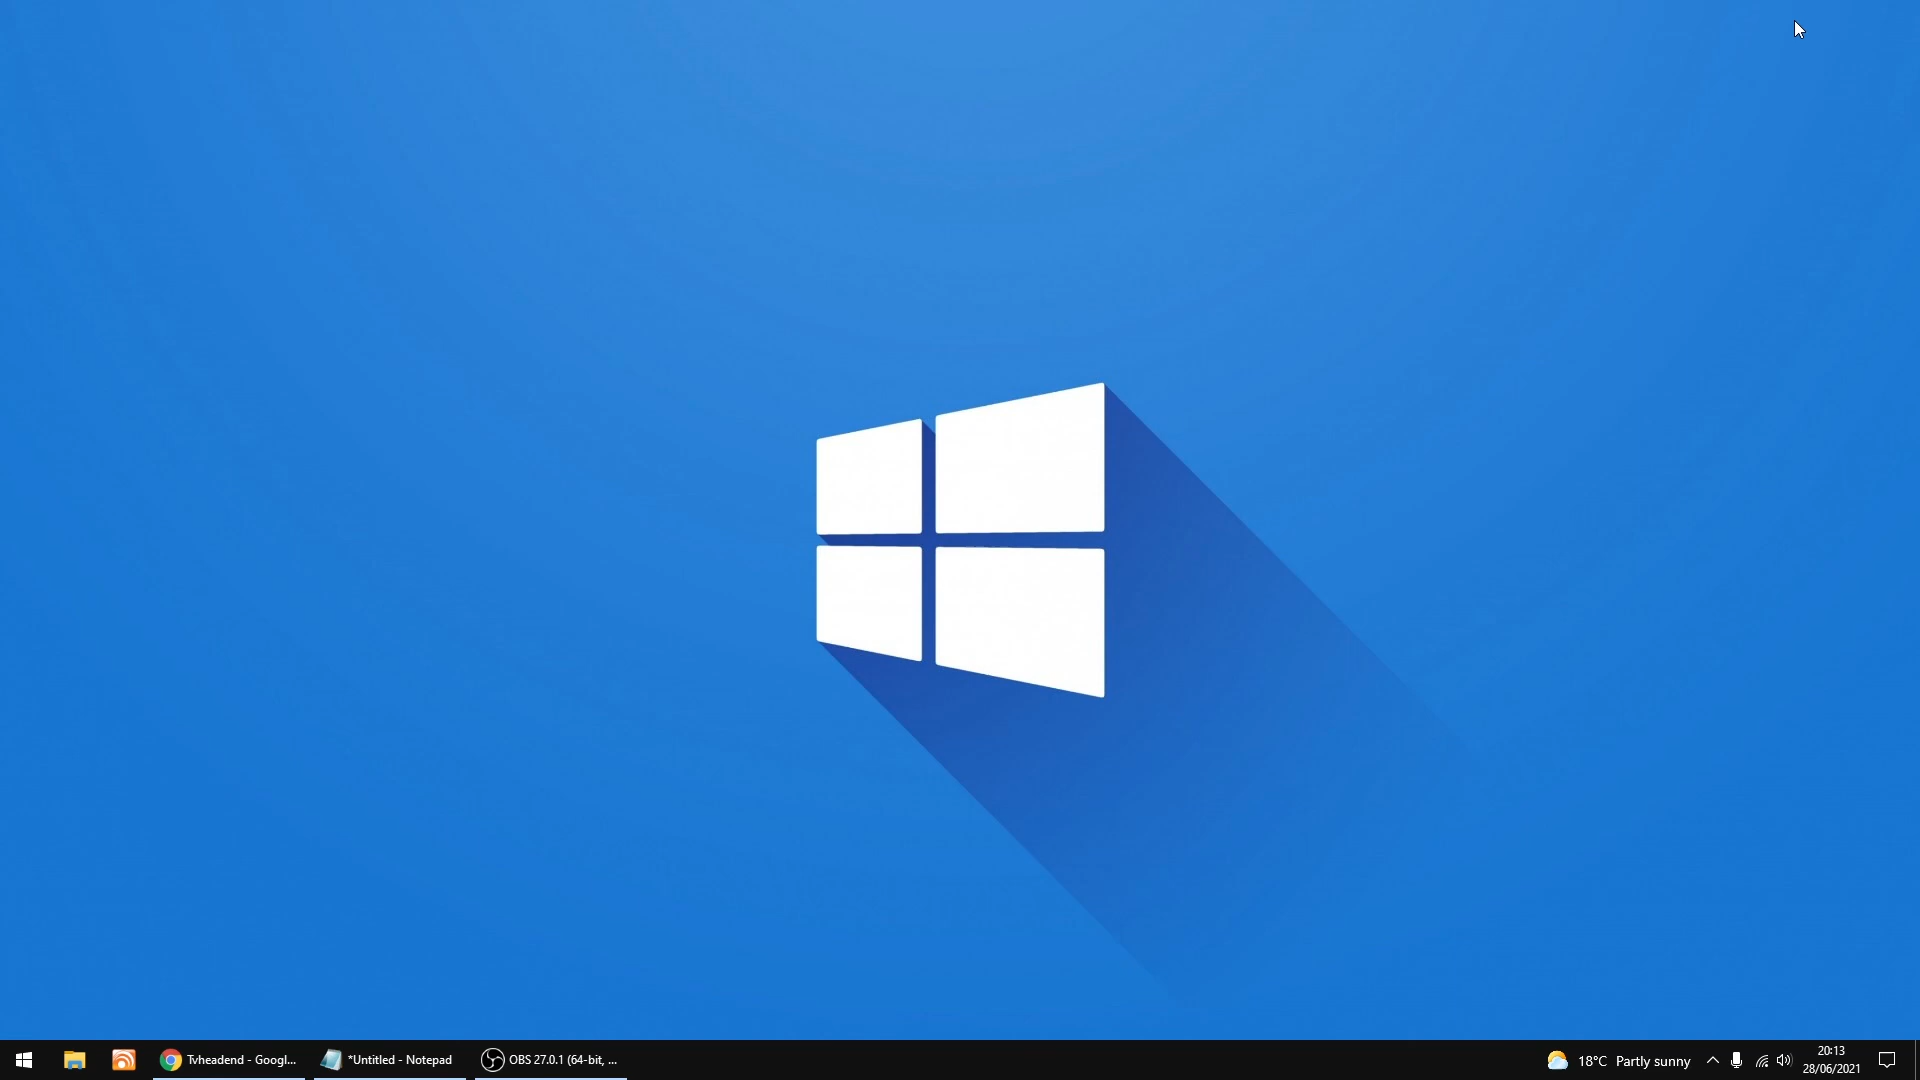 Tvheadend - Googl...
*Untitled - Notepad
OBS 27.0.1 (64-bit, ...
18°C Partly sunny
20:13
28/06/2021